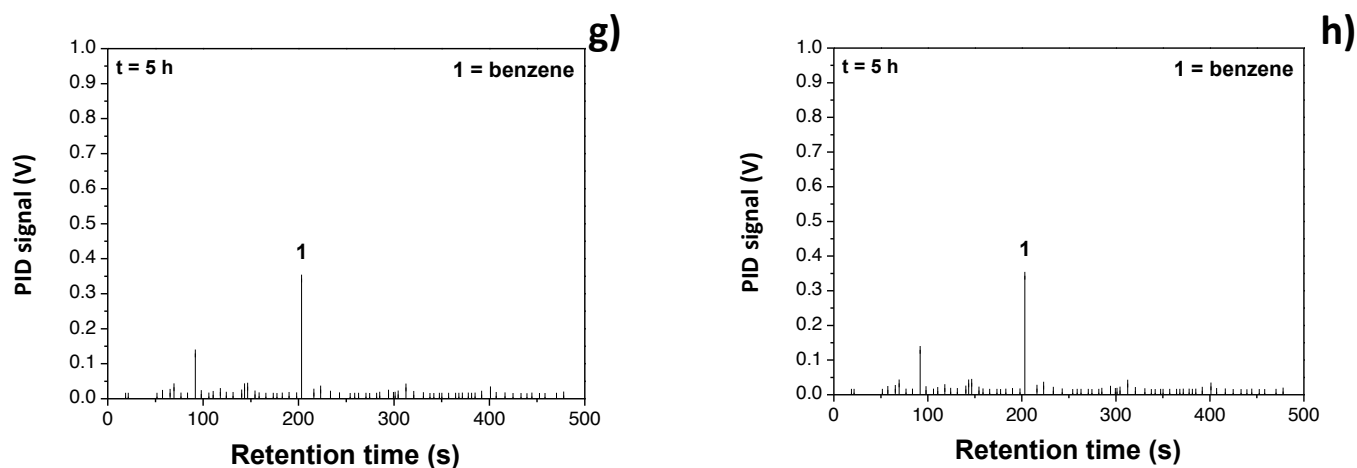 g)
t = 5 h
1 = benzene
1.0
0.9
0.8
0.7
0.6
0.5
0.4
0.3
0.2
0.1
0.0
1
0 100 200 300 400 500
PID signal (V)
Retention time (s)
h)
t = 5 h
1 = benzene
1.0
0.9
0.8
0.7
0.6
0.5
0.4
0.3
0.2
0.1
0.0
1
0 100 200 300 400 500
PID signal (V)
Retention time (s)